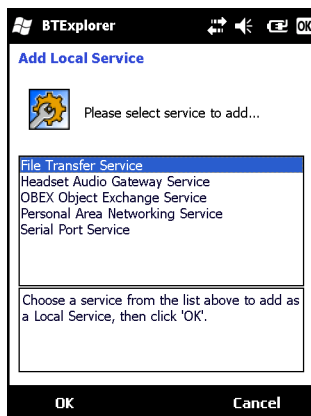 BTExplorer
OK
Add Local Service
Please select service to add...
File Transfer Service
Headset Audio Gateway Service
OBEX Object Exchange Service
Personal Area Networking Service
Serial Port Service
Choose a service from the list above to add as
a Local Service, then click 'OK'.
OK
Cancel